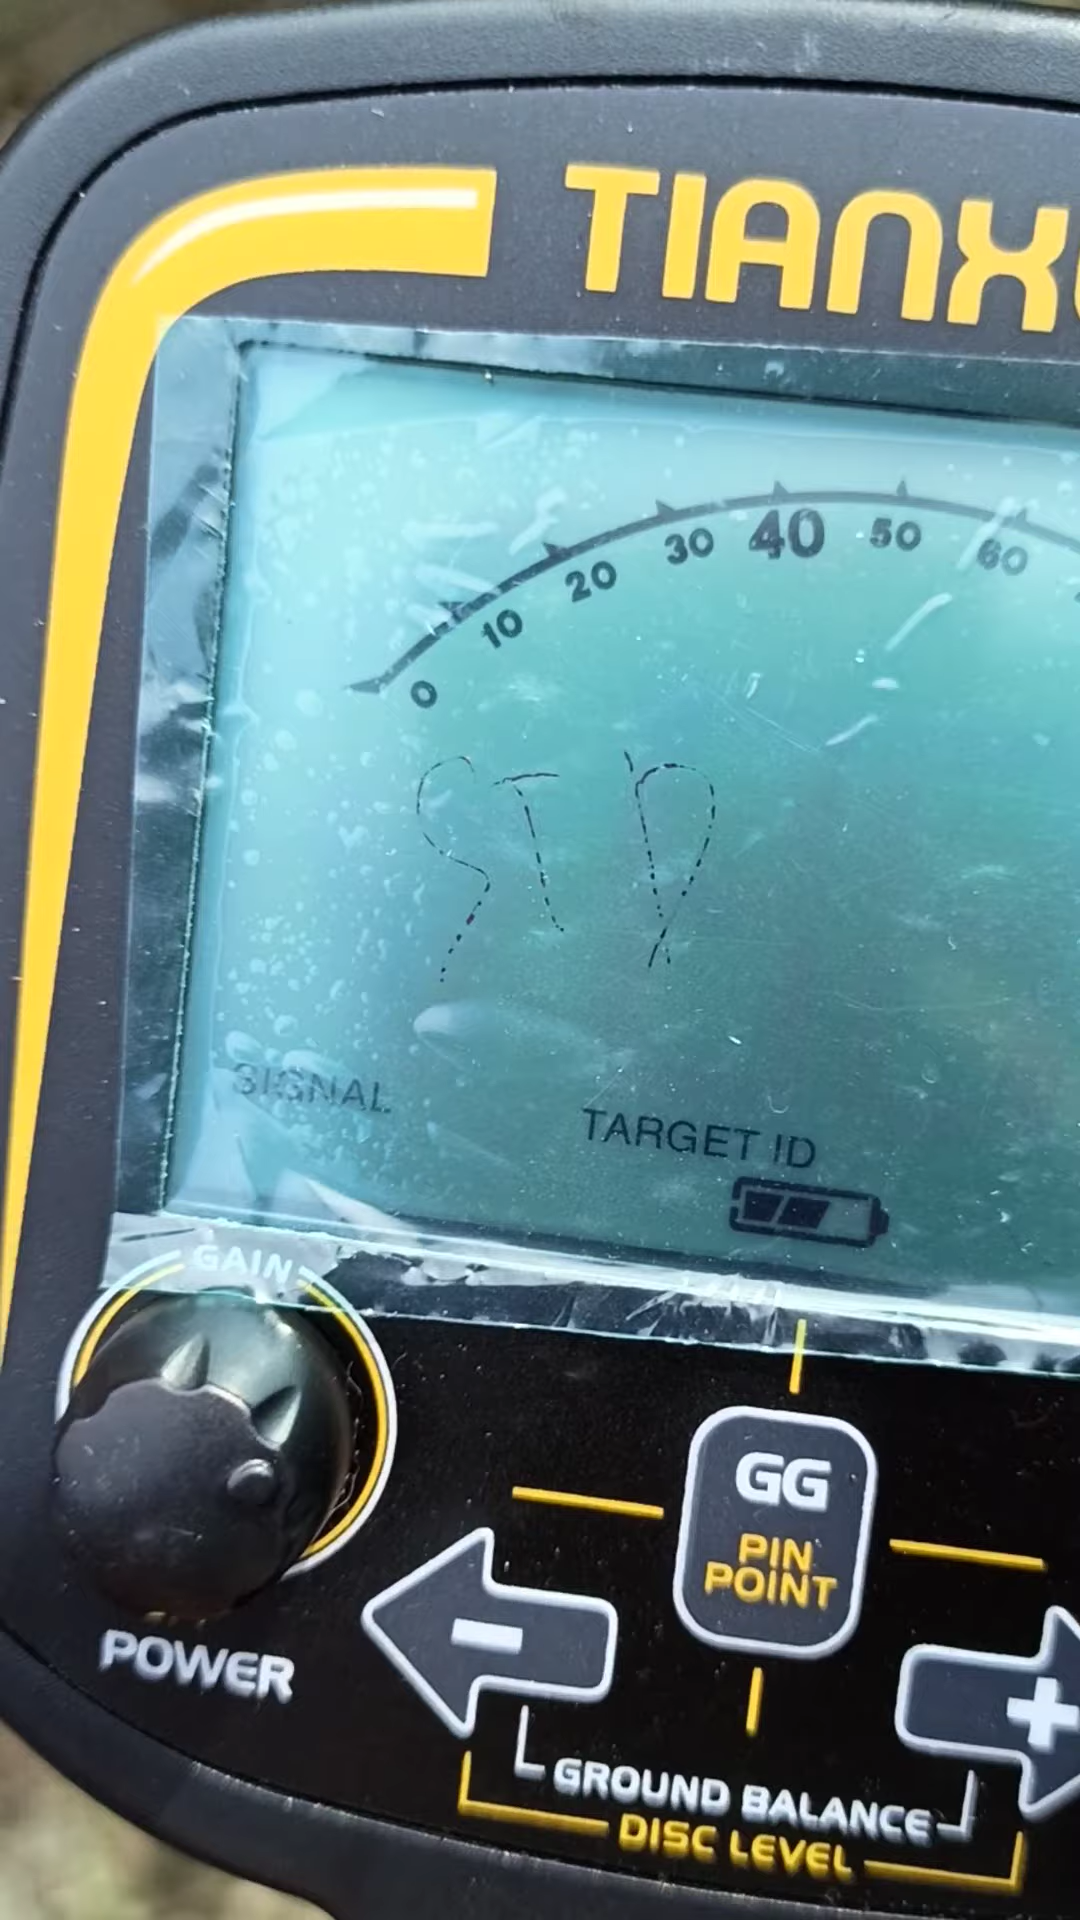 TIANX
0 10 20 30 40 50 60
STD
SIGNAL
TARGET ID
GAIN
GG
PIN
POINT
-
+
POWER
GROUND BALANCE
DISC LEVEL